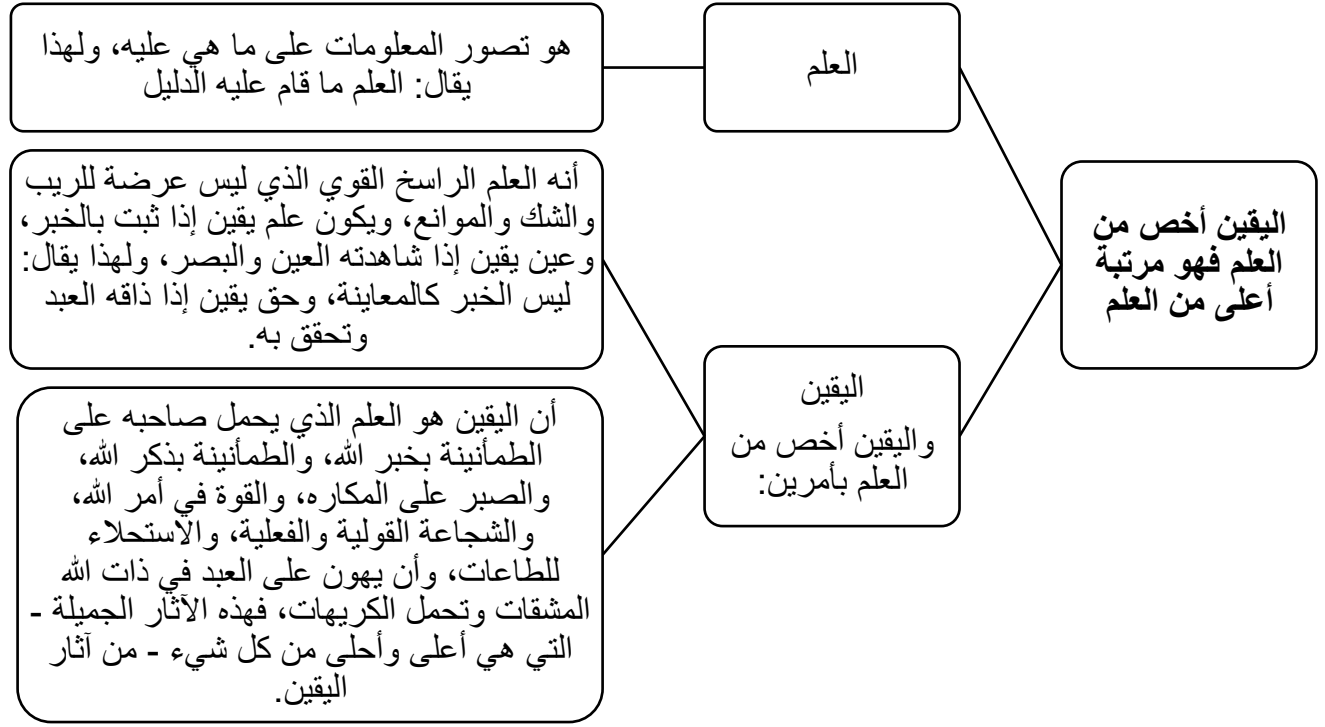 اليقين أخص من
العلم فهو مرتبة
أعلى من العلم
العلم
هو تصور المعلومات على ما هي عليه، ولهذا
يقال: العلم ما قام عليه الدليل
اليقين
واليقين أخص من
العلم بأمرين:
أنه العلم الراسخ القوي الذي ليس عرضة للريب
والشك والموانع، ويكون علم يقين إذا ثبت بالخبر،
وعين يقين إذا شاهدته العين والبصر، ولهذا يقال:
ليس الخبر كالمعاينة، وحق يقين إذا ذاقه العبد
وتحقق به.
أن اليقين هو العلم الذي يحمل صاحبه على
الطمأنينة بخبر الله، والطمأنينة بذكر الله،
والصبر على المكاره، والقوة في أمر الله،
والشجاعة القولية والفعلية، والاستحلاء
للطاعات، وأن يهون على العبد في ذات الله
المشقات وتحمل الكريهات، فهذه الآثار الجميلة -
التي هي أعلى وأحلى من كل شيء - من آثار
اليقين.